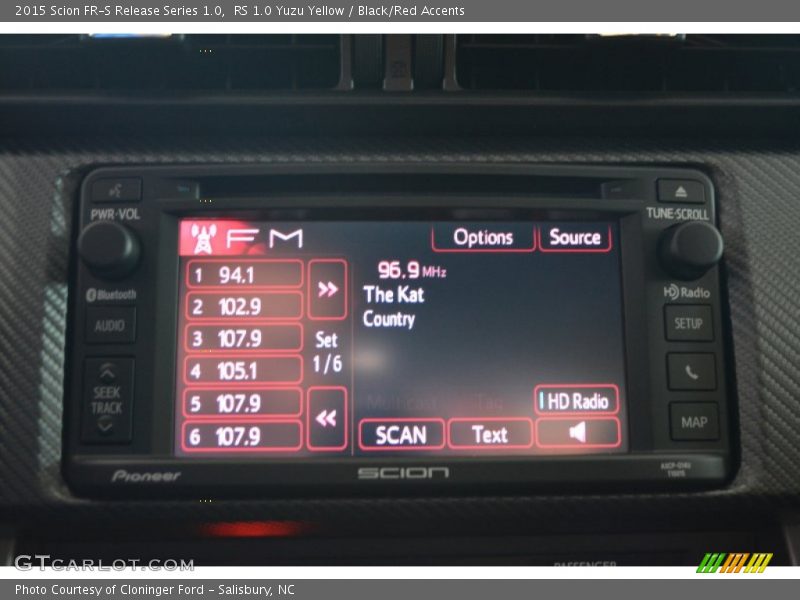 2015 Scion FR-S Release Series 1.0,  RS 1.0 Yuzu Yellow / Black/Red Accents
PWR·VOL
TUNE·SCROLL
FM
Options
Source
1 94.1
2 102.9
3 107.9
4 105.1
5 107.9
6 107.9
>>
Set
1/6
<<
96.9 MHz
The Kat
Country
Multicast
Tag
HD Radio
SCAN
Text
Bluetooth
AUDIO
SEEK
TRACK
HD Radio
SETUP
MAP
Pioneer
SCION
PASSENGER
GTCARLOT.COM
Photo Courtesy of Cloninger Ford - Salisbury, NC